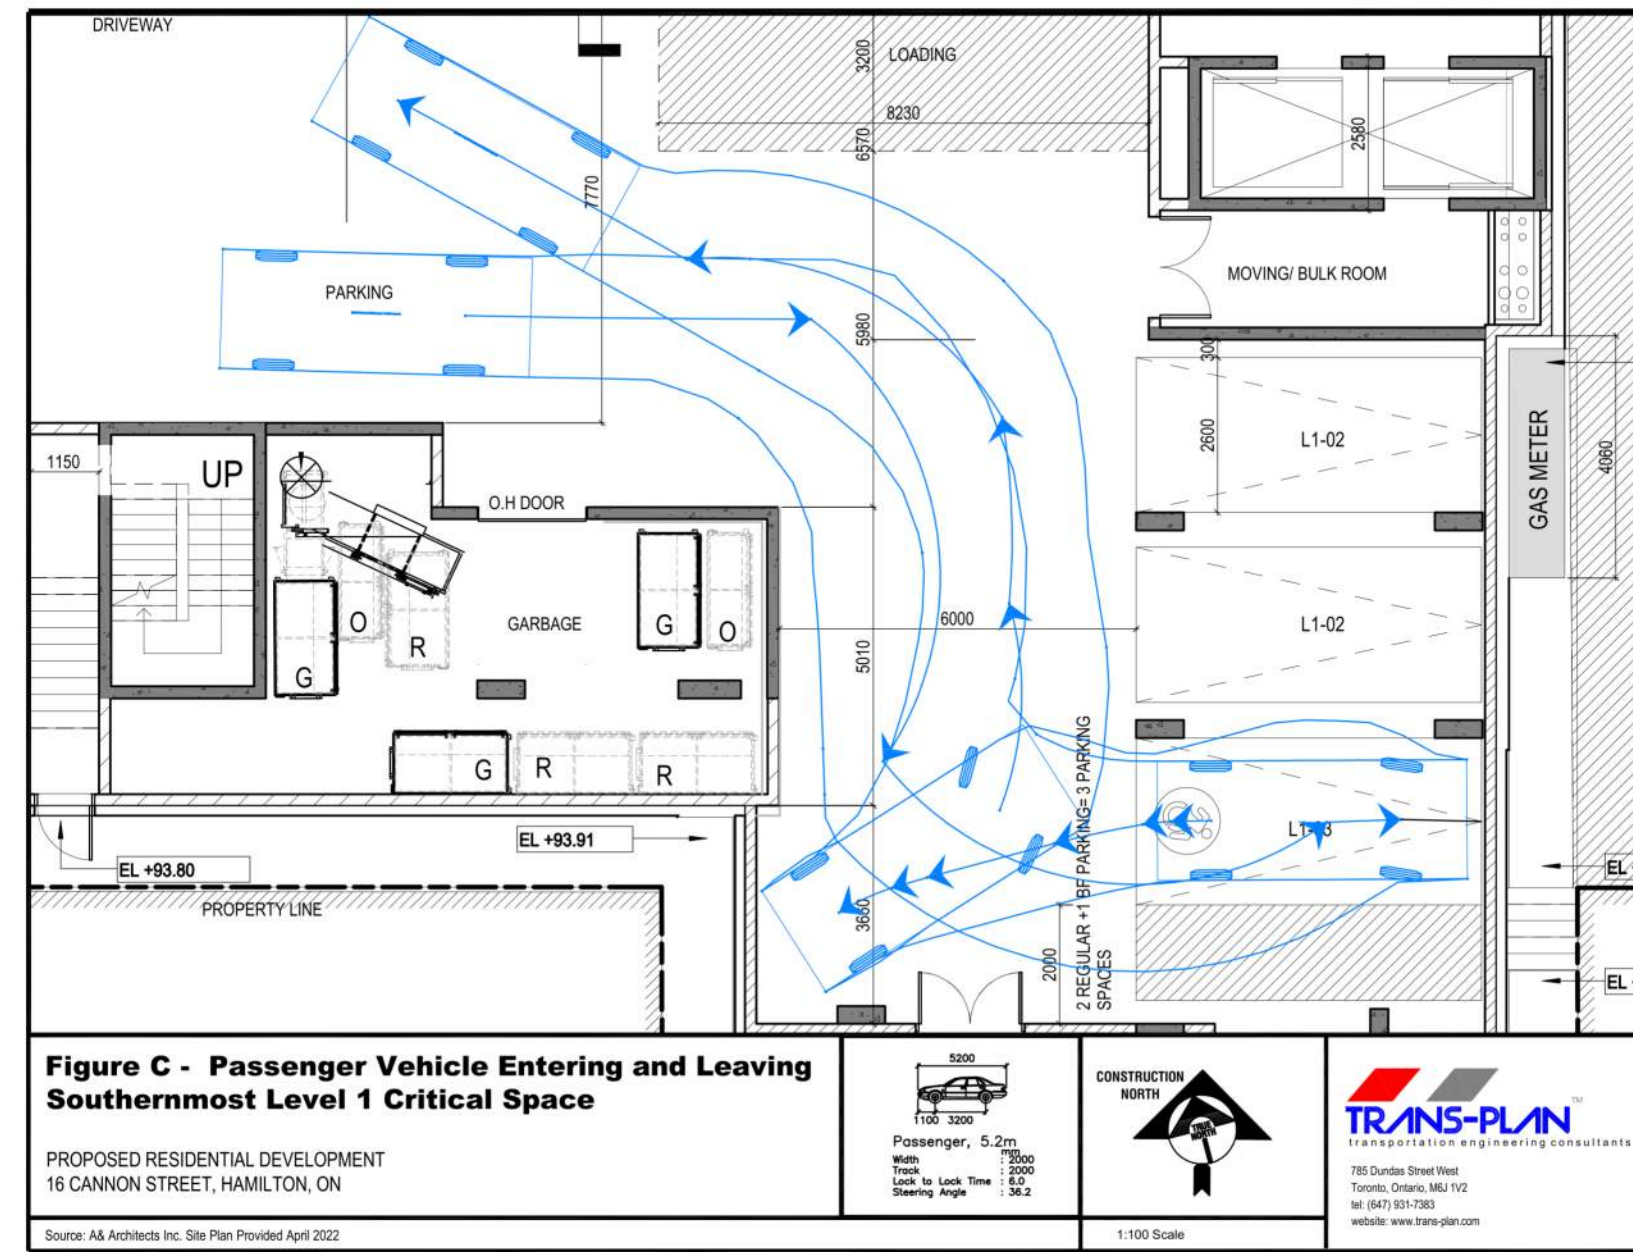 DRIVEWAY
3200
LOADING
8230
6570
2580
7770
MOVING/ BULK ROOM
PARKING
5980
300
2600
L1-02
GAS METER
4060
1150
UP
O.H DOOR
GARBAGE
G
O
O
R
G
6000
L1-02
5010
G
R
R
2 REGULAR +1 BF PARKING= 3 PARKING
SPACES
EL +93.91
EL +93.80
EL
PROPERTY LINE
3660
2000
EL
Figure C - Passenger Vehicle Entering and Leaving
Southernmost Level 1 Critical Space
PROPOSED RESIDENTIAL DEVELOPMENT
16 CANNON STREET, HAMILTON, ON
Source: A& Architects Inc. Site Plan Provided April 2022
5200
1100 3200
Passenger, 5.2m
mm
Width : 2000
Track : 2000
Lock to Lock Time : 6.0
Steering Angle : 36.2
CONSTRUCTION
NORTH
TRUE
NORTH
1:100 Scale
TRANS-PLAN TM
transportation engineering consultants
785 Dundas Street West
Toronto, Ontario, M6J 1V2
tel: (647) 931-7383
website: www.trans-plan.com